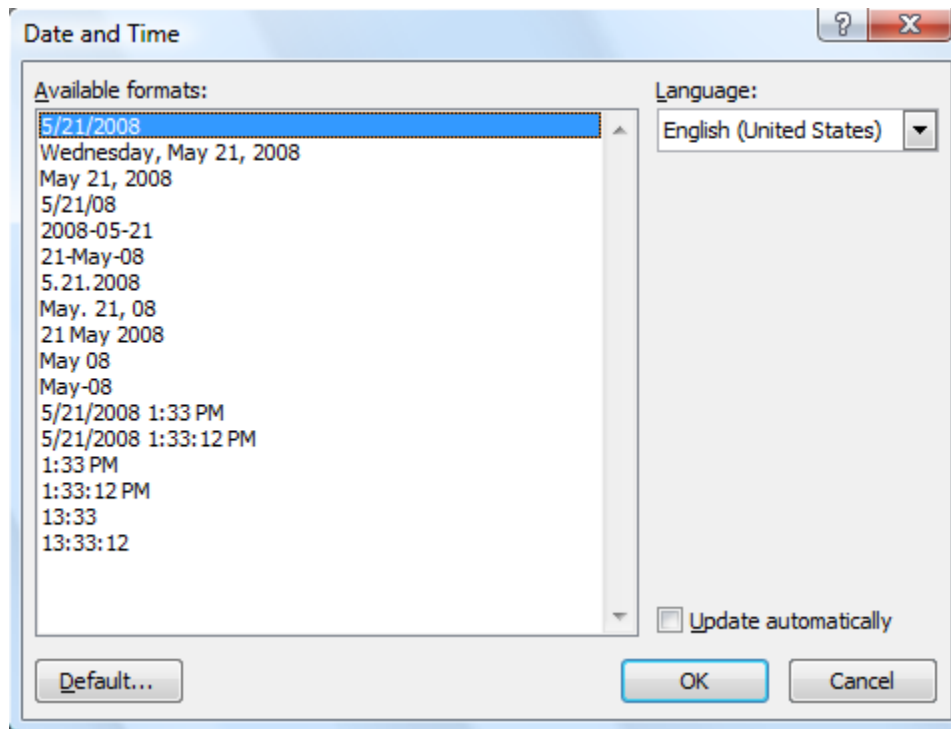 Date and Time
Available formats:
5/21/2008
Wednesday, May 21, 2008
May 21, 2008
5/21/08
2008-05-21
21-May-08
5.21.2008
May. 21, 08
21 May 2008
May 08
May-08
5/21/2008 1:33 PM
5/21/2008 1:33:12 PM
1:33 PM
1:33:12 PM
13:33
13:33:12
Language:
English (United States)
Update automatically
Default...
OK
Cancel